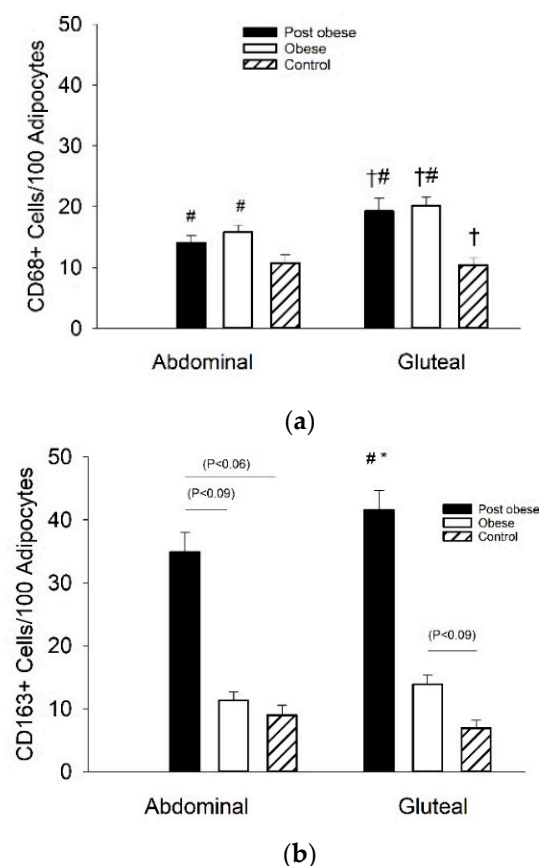 50
40
30
20
10
0
CD68+ Cells/100 Adipocytes
Post obese
Obese
Control
# # †# †# †
Abdominal Gluteal
(a)
50
40
30
20
10
0
CD163+ Cells/100 Adipocytes
(P<0.06)
(P<0.09)
# *
Post obese
Obese
Control
(P<0.09)
Abdominal Gluteal
(b)